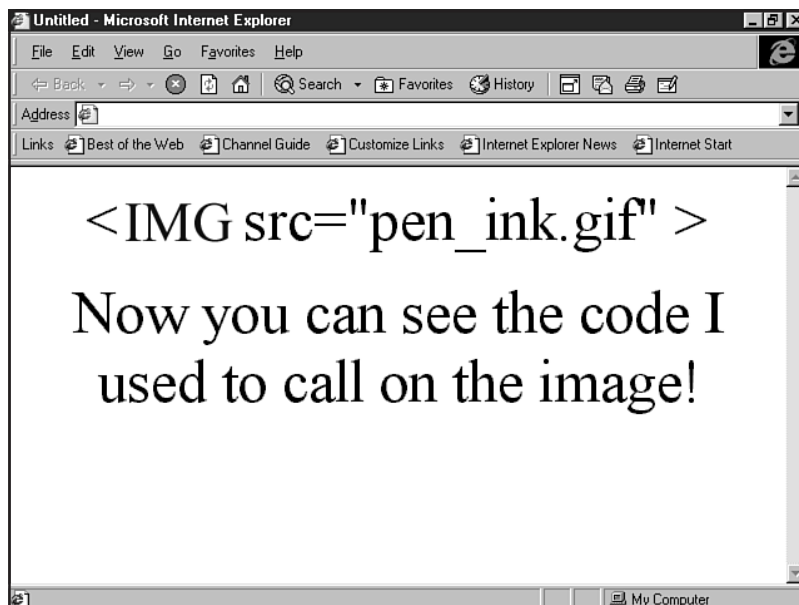 Untitled - Microsoft Internet Explorer
File Edit View Go Favorites Help
Back Search Favorites History
Address
Links Best of the Web Channel Guide Customize Links Internet Explorer News Internet Start
<IMG src="pen_ink.gif" >
Now you can see the code I
used to call on the image!
My Computer